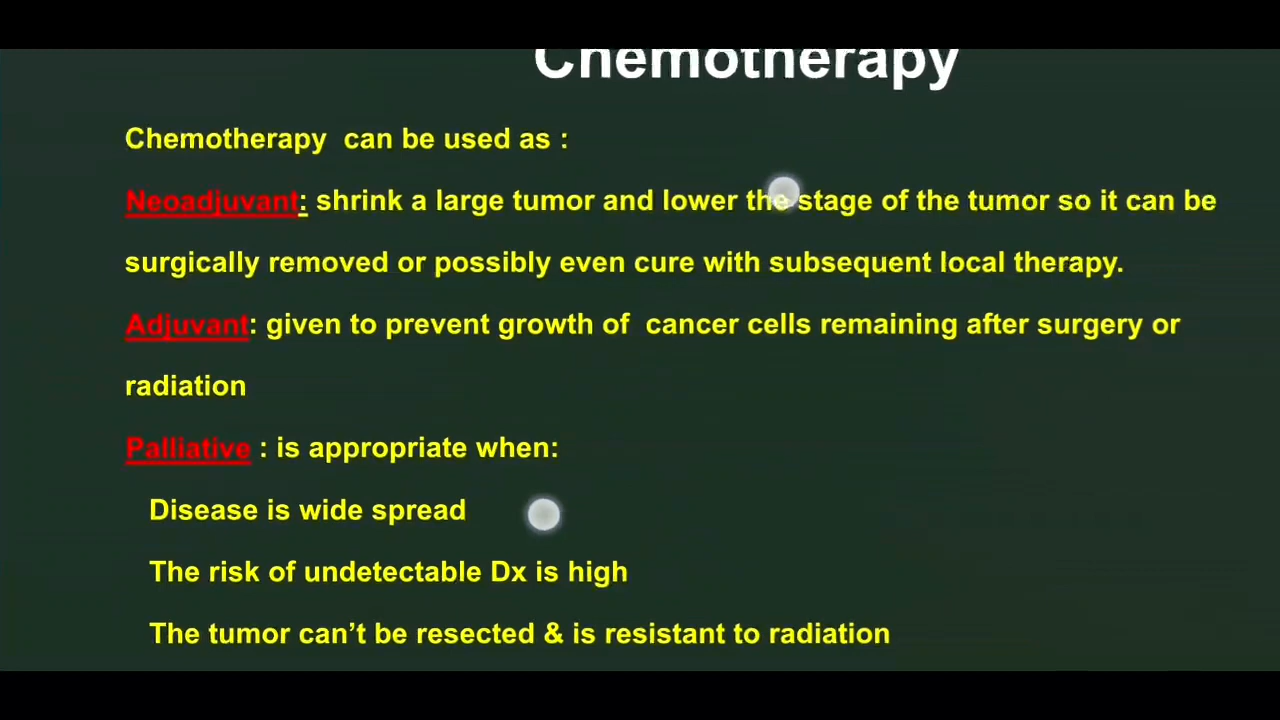 Chemotherapy
Chemotherapy can be used as :
Neoadjuvant: shrink a large tumor and lower the stage of the tumor so it can be
surgically removed or possibly even cure with subsequent local therapy.
Adjuvant: given to prevent growth of cancer cells remaining after surgery or
radiation
Palliative : is appropriate when:
Disease is wide spread
The risk of undetectable Dx is high
The tumor can’t be resected & is resistant to radiation